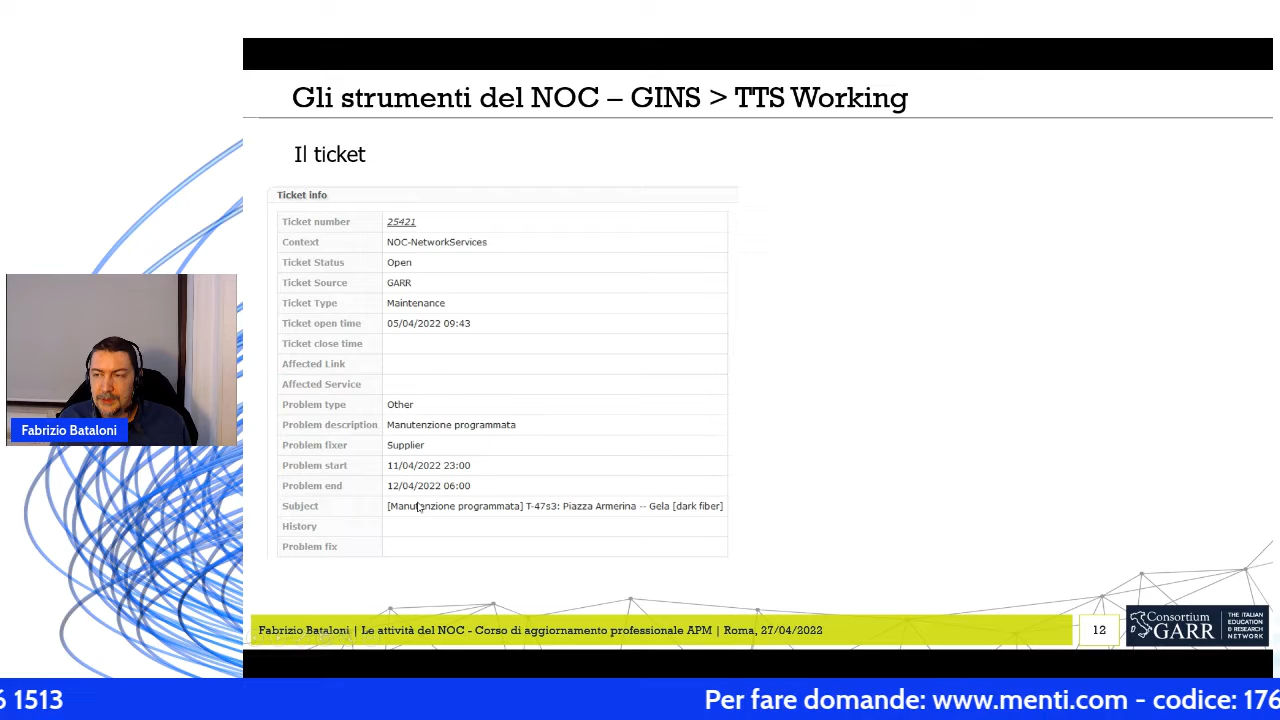 Gli strumenti del NOC – GINS > TTS Working
Il ticket
Ticket info
Ticket number 25421
Context NOC-NetworkServices
Ticket Status Open
Ticket Source GARR
Ticket Type Maintenance
Ticket open time 05/04/2022 09:43
Ticket close time
Affected Link
Affected Service
Problem type Other
Problem description Manutenzione programmata
Problem fixer Supplier
Problem start 11/04/2022 23:00
Problem end 12/04/2022 06:00
Subject [Manutenzione programmata] T-47s3: Piazza Armerina -- Gela [dark fiber]
History
Problem fix
Fabrizio Bataloni
Fabrizio Bataloni | Le attività del NOC - Corso di aggiornamento professionale APM | Roma, 27/04/2022
12
Consortium
GARR
THE ITALIAN
EDUCATION
& RESEARCH
NETWORK
6 1513 Per fare domande: www.menti.com - codice: 176